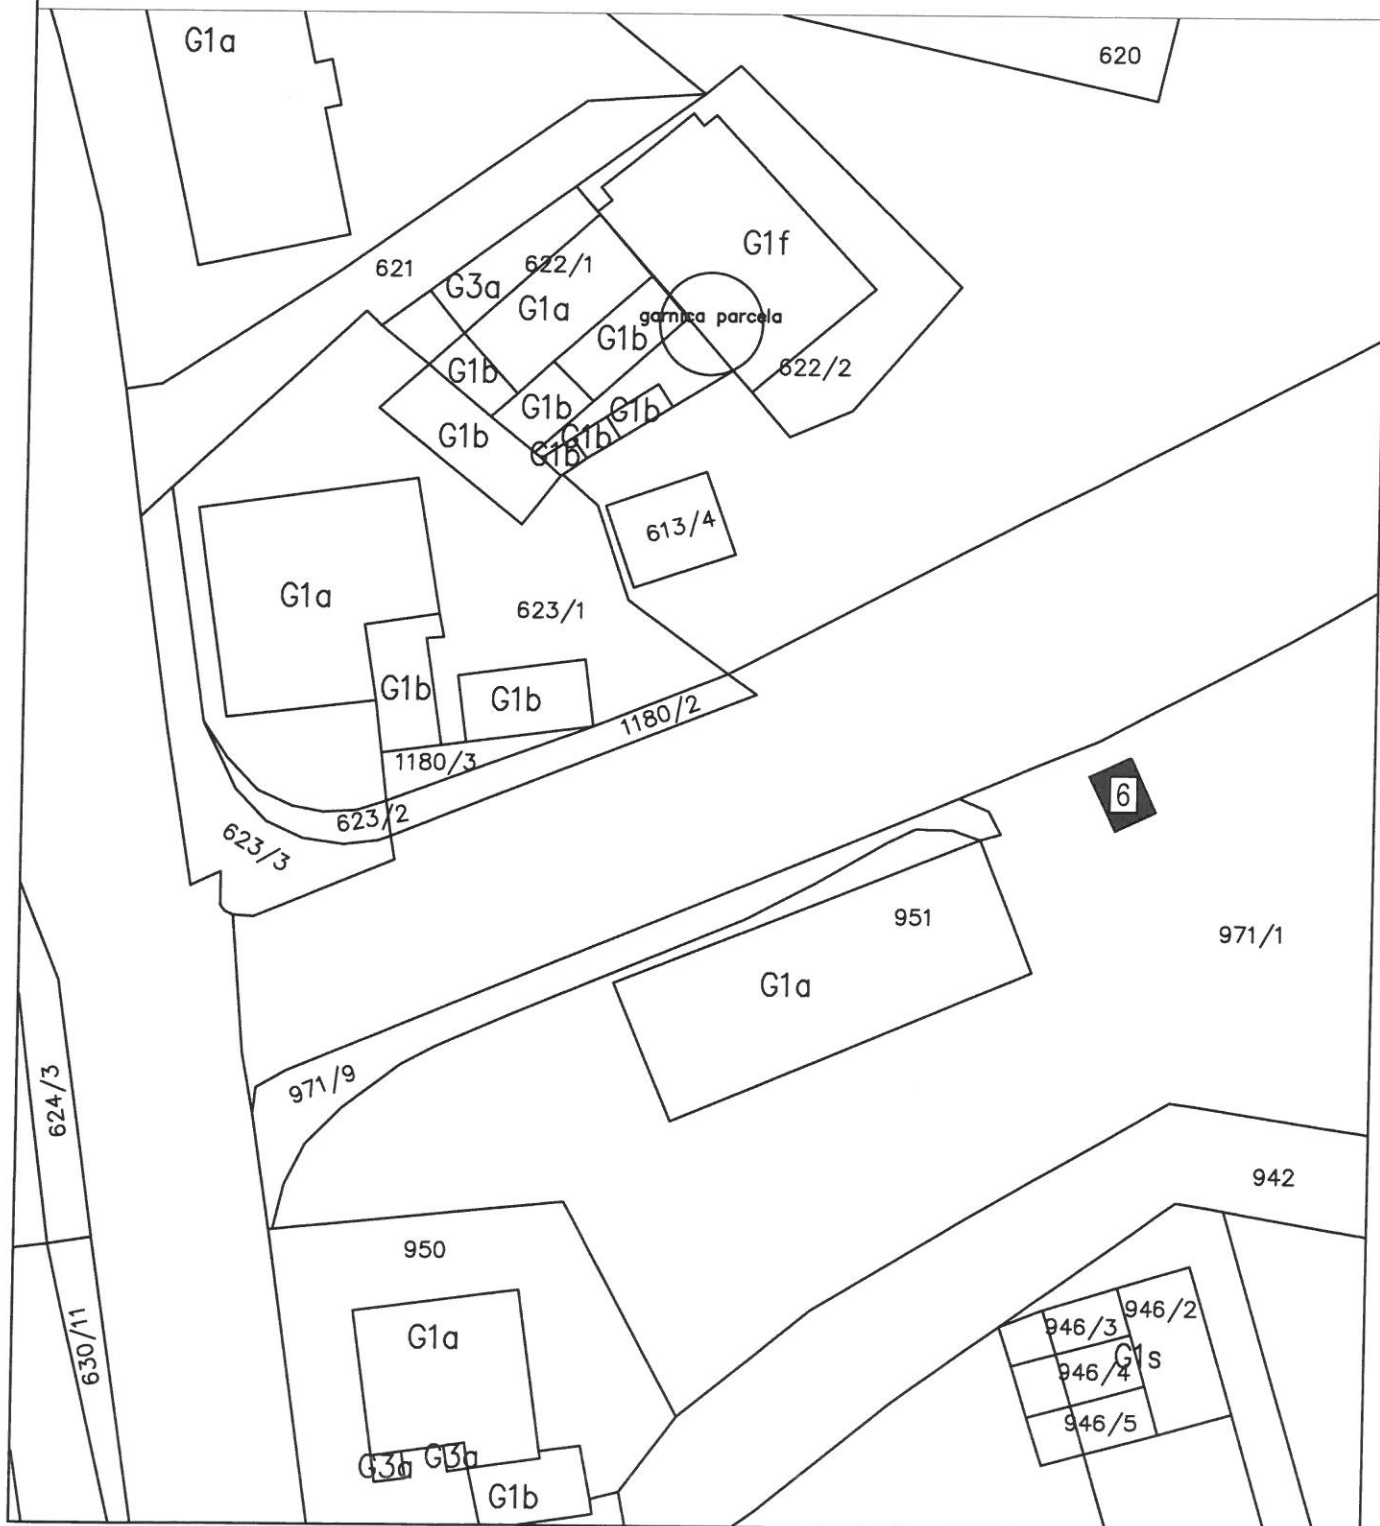 G1a
620
G1f
621
622/1
G3a
G1a
garnica parcela
G1b
622/2
G1b
G1b
G1b
G1b
G1b
G1b
613/4
G1a
623/1
G1b
G1b
1180/2
1180/3
6
623/2
623/3
951
971/1
G1a
971/9
624/3
942
950
946/2
946/3
G1a
G1s
946/4
630/11
946/5
G3a
G3a
G1b